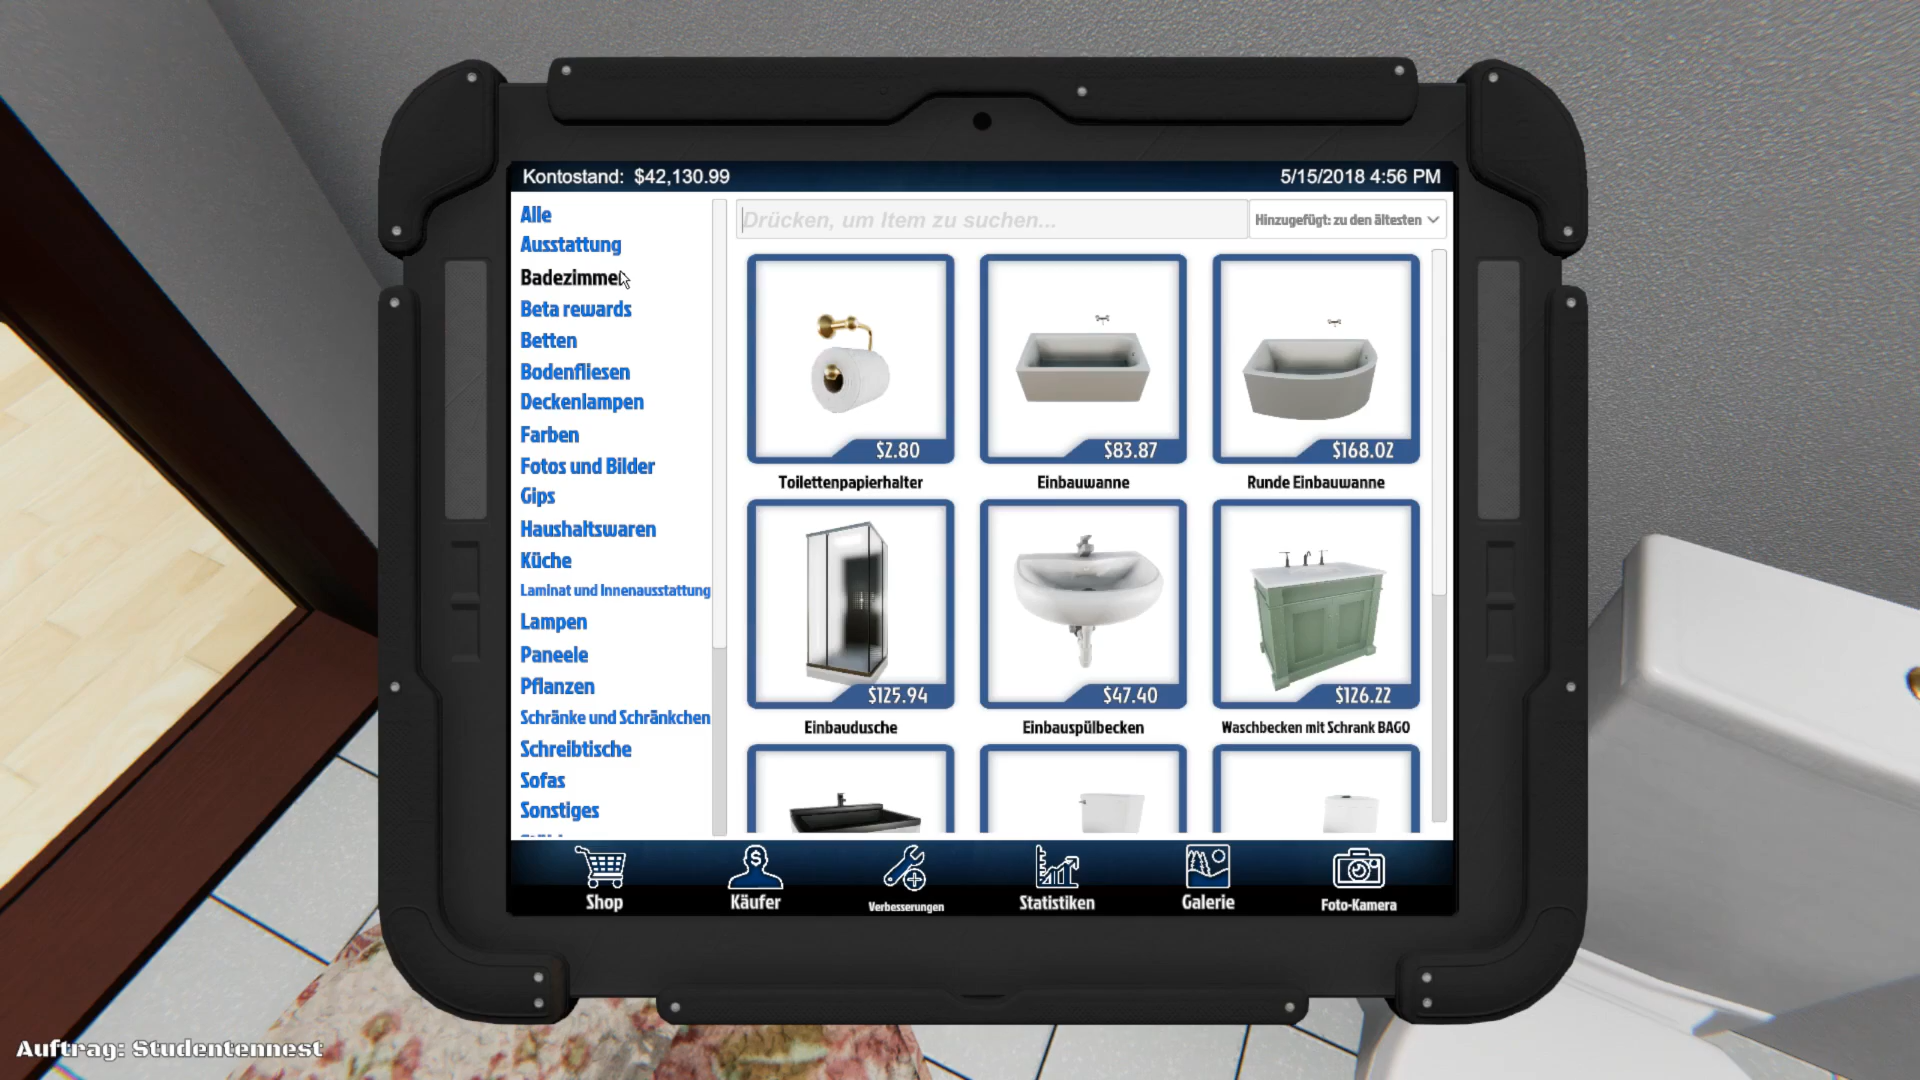 Kontostand: $42,130.99
5/15/2018 4:56 PM
Alle
Ausstattung
Badezimmer
Beta rewards
Betten
Bodenfliesen
Deckenlampen
Farben
Fotos und Bilder
Gips
Haushaltswaren
Küche
Laminat und Innenausstattung
Lampen
Paneele
Pflanzen
Schränke und Schränkchen
Schreibtische
Sofas
Sonstiges
Drücken, um Item zu suchen...
Hinzugefügt: zu den ältesten
$2.80
$83.87
$168.02
Toilettenpapierhalter
Einbauwanne
Runde Einbauwanne
$125.94
$47.40
$126.22
Einbaudusche
Einbauspülbecken
Waschbecken mit Schrank BAGO
Shop
Käufer
Verbesserungen
Statistiken
Galerie
Foto-Kamera
Auftrag: Studentennest